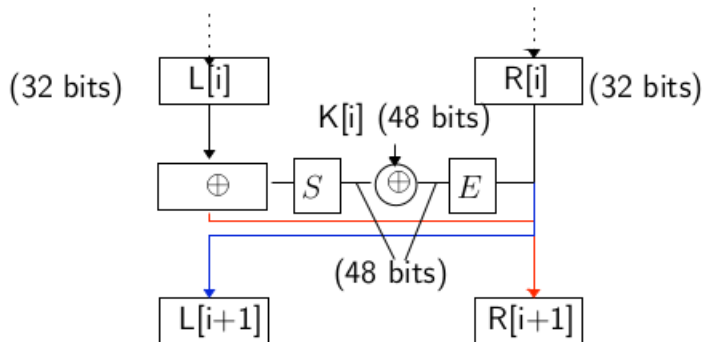 L[i]
R[i]
(32 bits)
(32 bits)
K[i] (48 bits)
⊕
S
⊕
E
(48 bits)
L[i+1]
R[i+1]